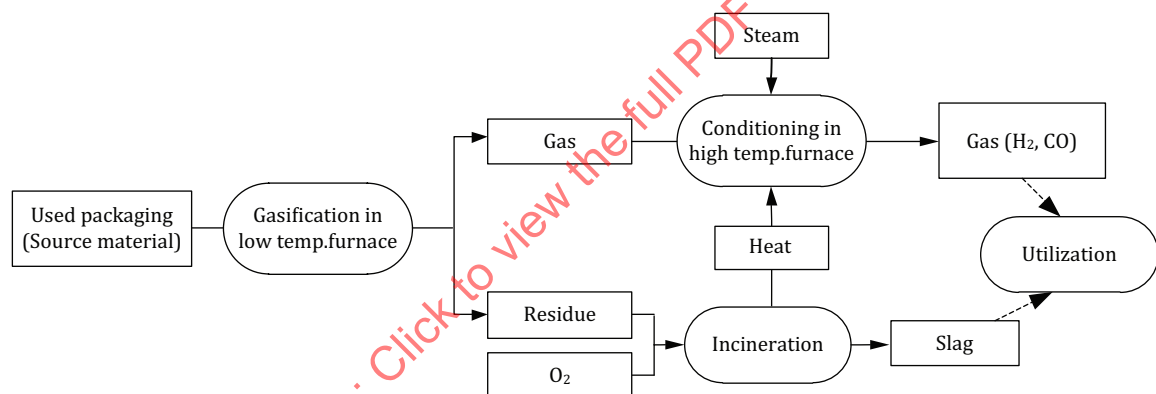 Steam
Conditioning in
high temp.furnace
Gas
Gas (H₂, CO)
Used packaging
(Source material)
Gasification in
low temp.furnace
Heat
Utilization
Residue
Incineration
Slag
O₂
: Click to view the full PDF